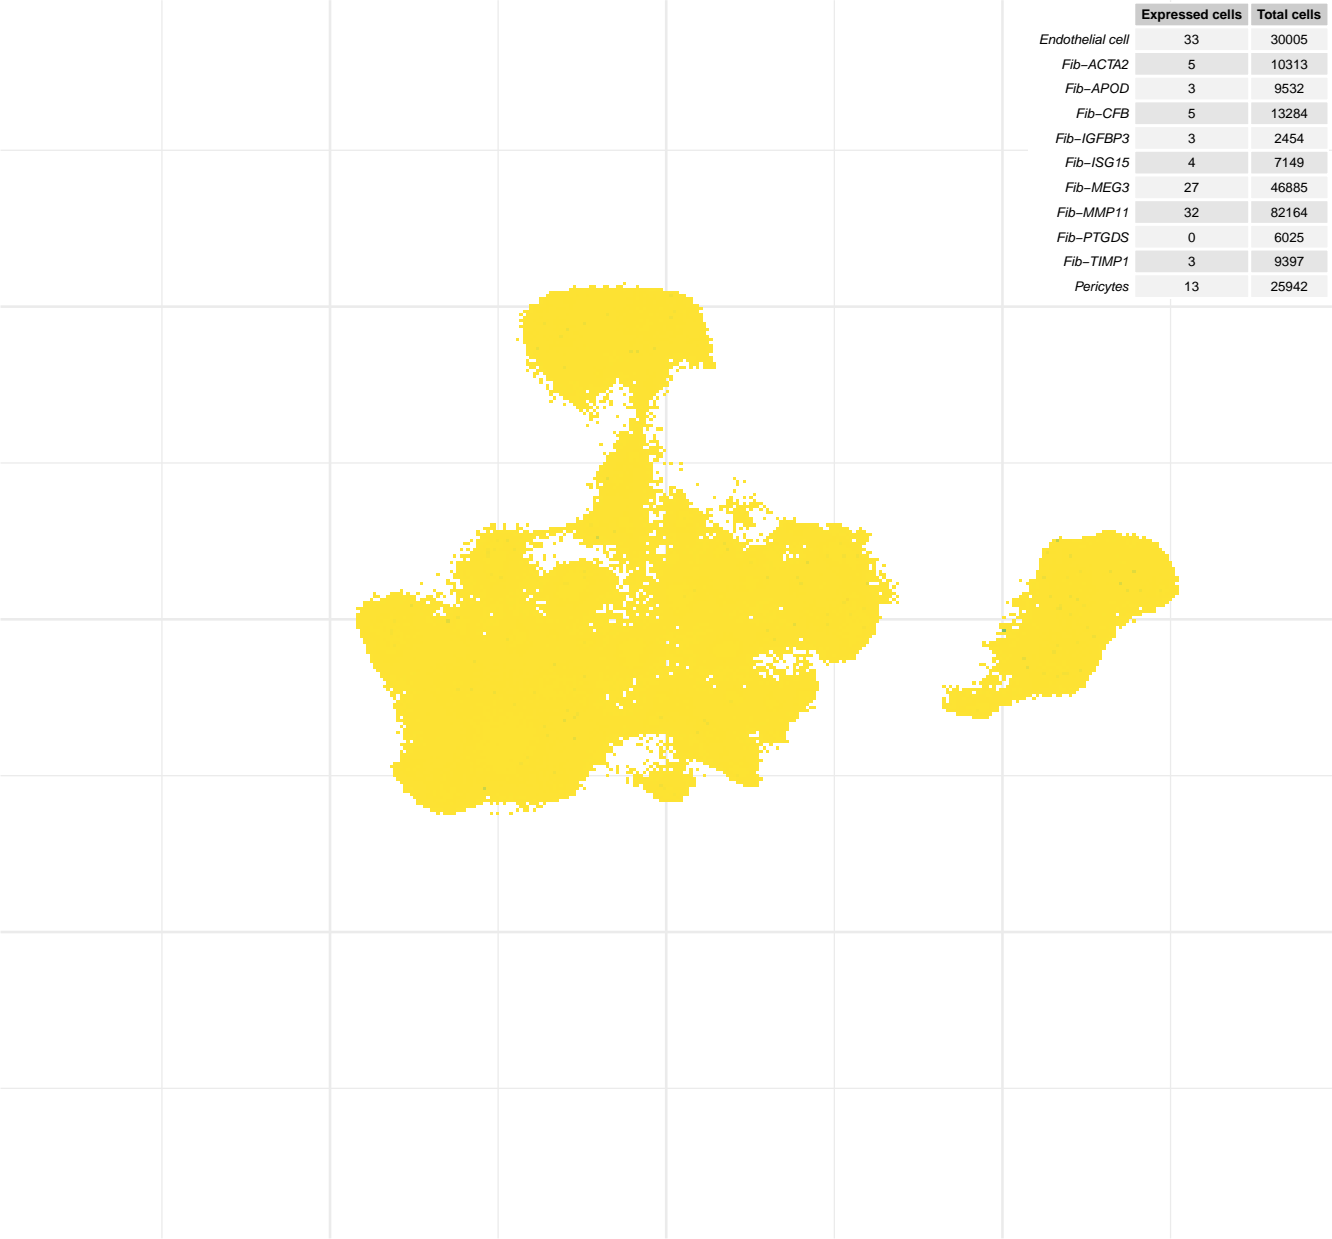 Expressed cells Total cells
Endothelial cell 33 30005
Fib−ACTA2 5 10313
Fib−APOD 3 9532
Fib−CFB 5 13284
Fib−IGFBP3 3 2454
Fib−ISG15 4 7149
Fib−MEG3 27 46885
Fib−MMP11 32 82164
Fib−PTGDS 0 6025
Fib−TIMP1 3 9397
Pericytes 13 25942